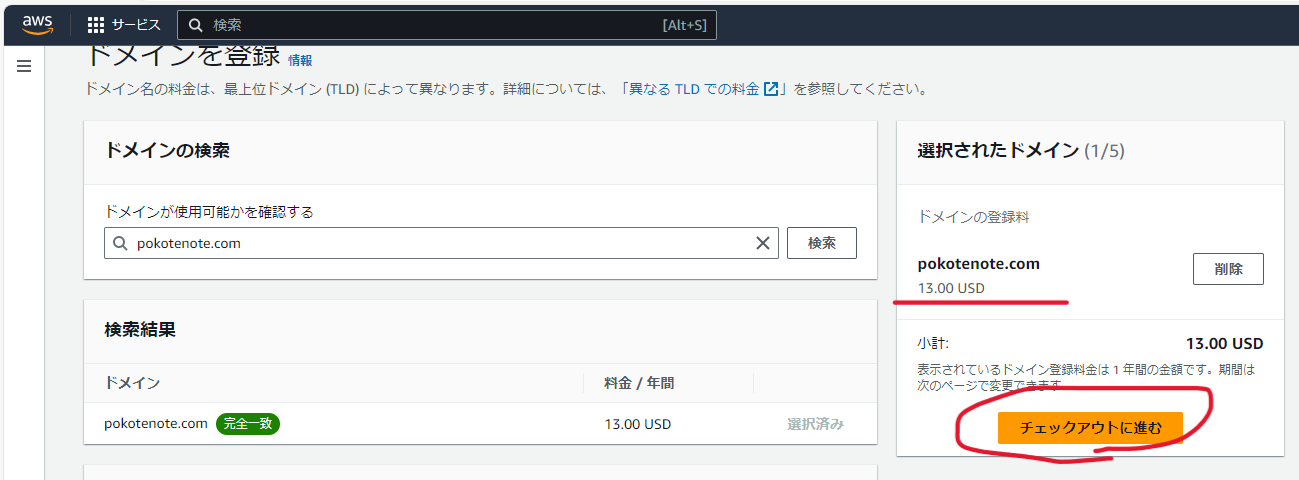 aws サービス 検索 [Alt+S]
ドメインを登録 情報
ドメイン名の料金は、最上位ドメイン (TLD) によって異なります。詳細については、「異なる TLD での料金」を参照してください。
ドメインの検索
ドメインが使用可能かを確認する
pokotenote.com 検索
検索結果
ドメイン 料金 / 年間
pokotenote.com 完全一致 13.00 USD 選択済み
選択されたドメイン (1/5)
ドメインの登録料
pokotenote.com 削除
13.00 USD
小計: 13.00 USD
表示されているドメイン登録料金は 1 年間の金額です。期間は
次のページで変更できます。
チェックアウトに進む